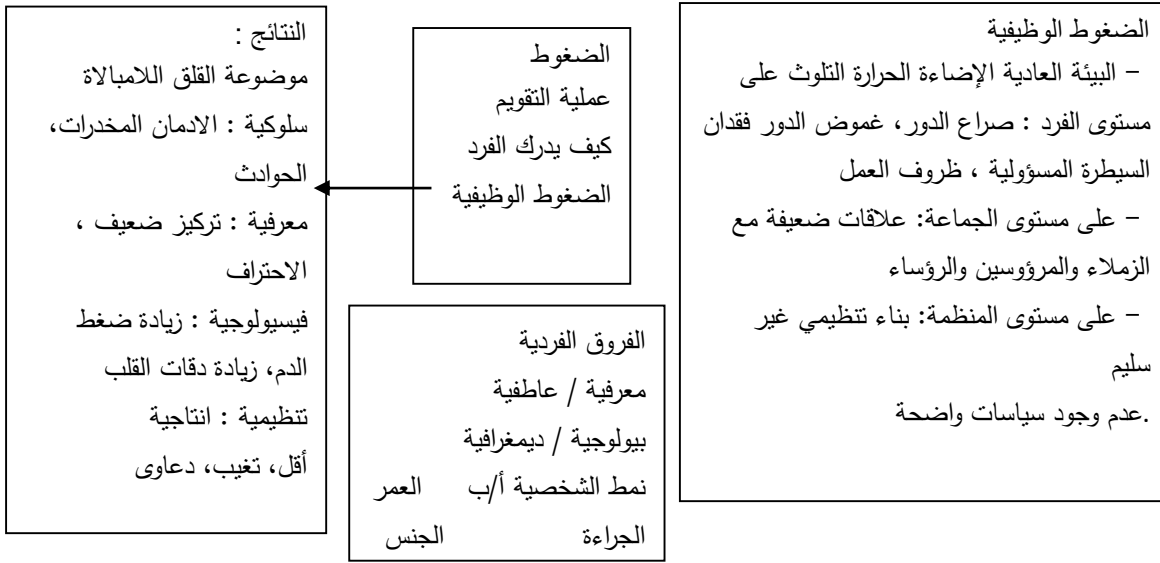 الضغوط الوظيفية
– البيئة العادية الإضاءة الحرارة التلوث على
مستوى الفرد : صراع الدور، غموض الدور فقدان
السيطرة المسؤولية ، ظروف العمل
– على مستوى الجماعة: علاقات ضعيفة مع
الزملاء والمرؤوسين والرؤساء
– على مستوى المنظمة: بناء تنظيمي غير
سليم
.عدم وجود سياسات واضحة
الضغوط
عملية التقويم
كيف يدرك الفرد
الضغوط الوظيفية
الفروق الفردية
معرفية / عاطفية
بيولوجية / ديمغرافية
نمط الشخصية أ/ب العمر
الجراءة الجنس
النتائج :
موضوعة القلق اللامبالاة
سلوكية : الادمان المخدرات،
الحوادث
معرفية : تركيز ضعيف ،
الاحتراف
فيسيولوجية : زيادة ضغط
الدم، زيادة دقات القلب
تنظيمية : انتاجية
أقل، تغيب، دعاوى